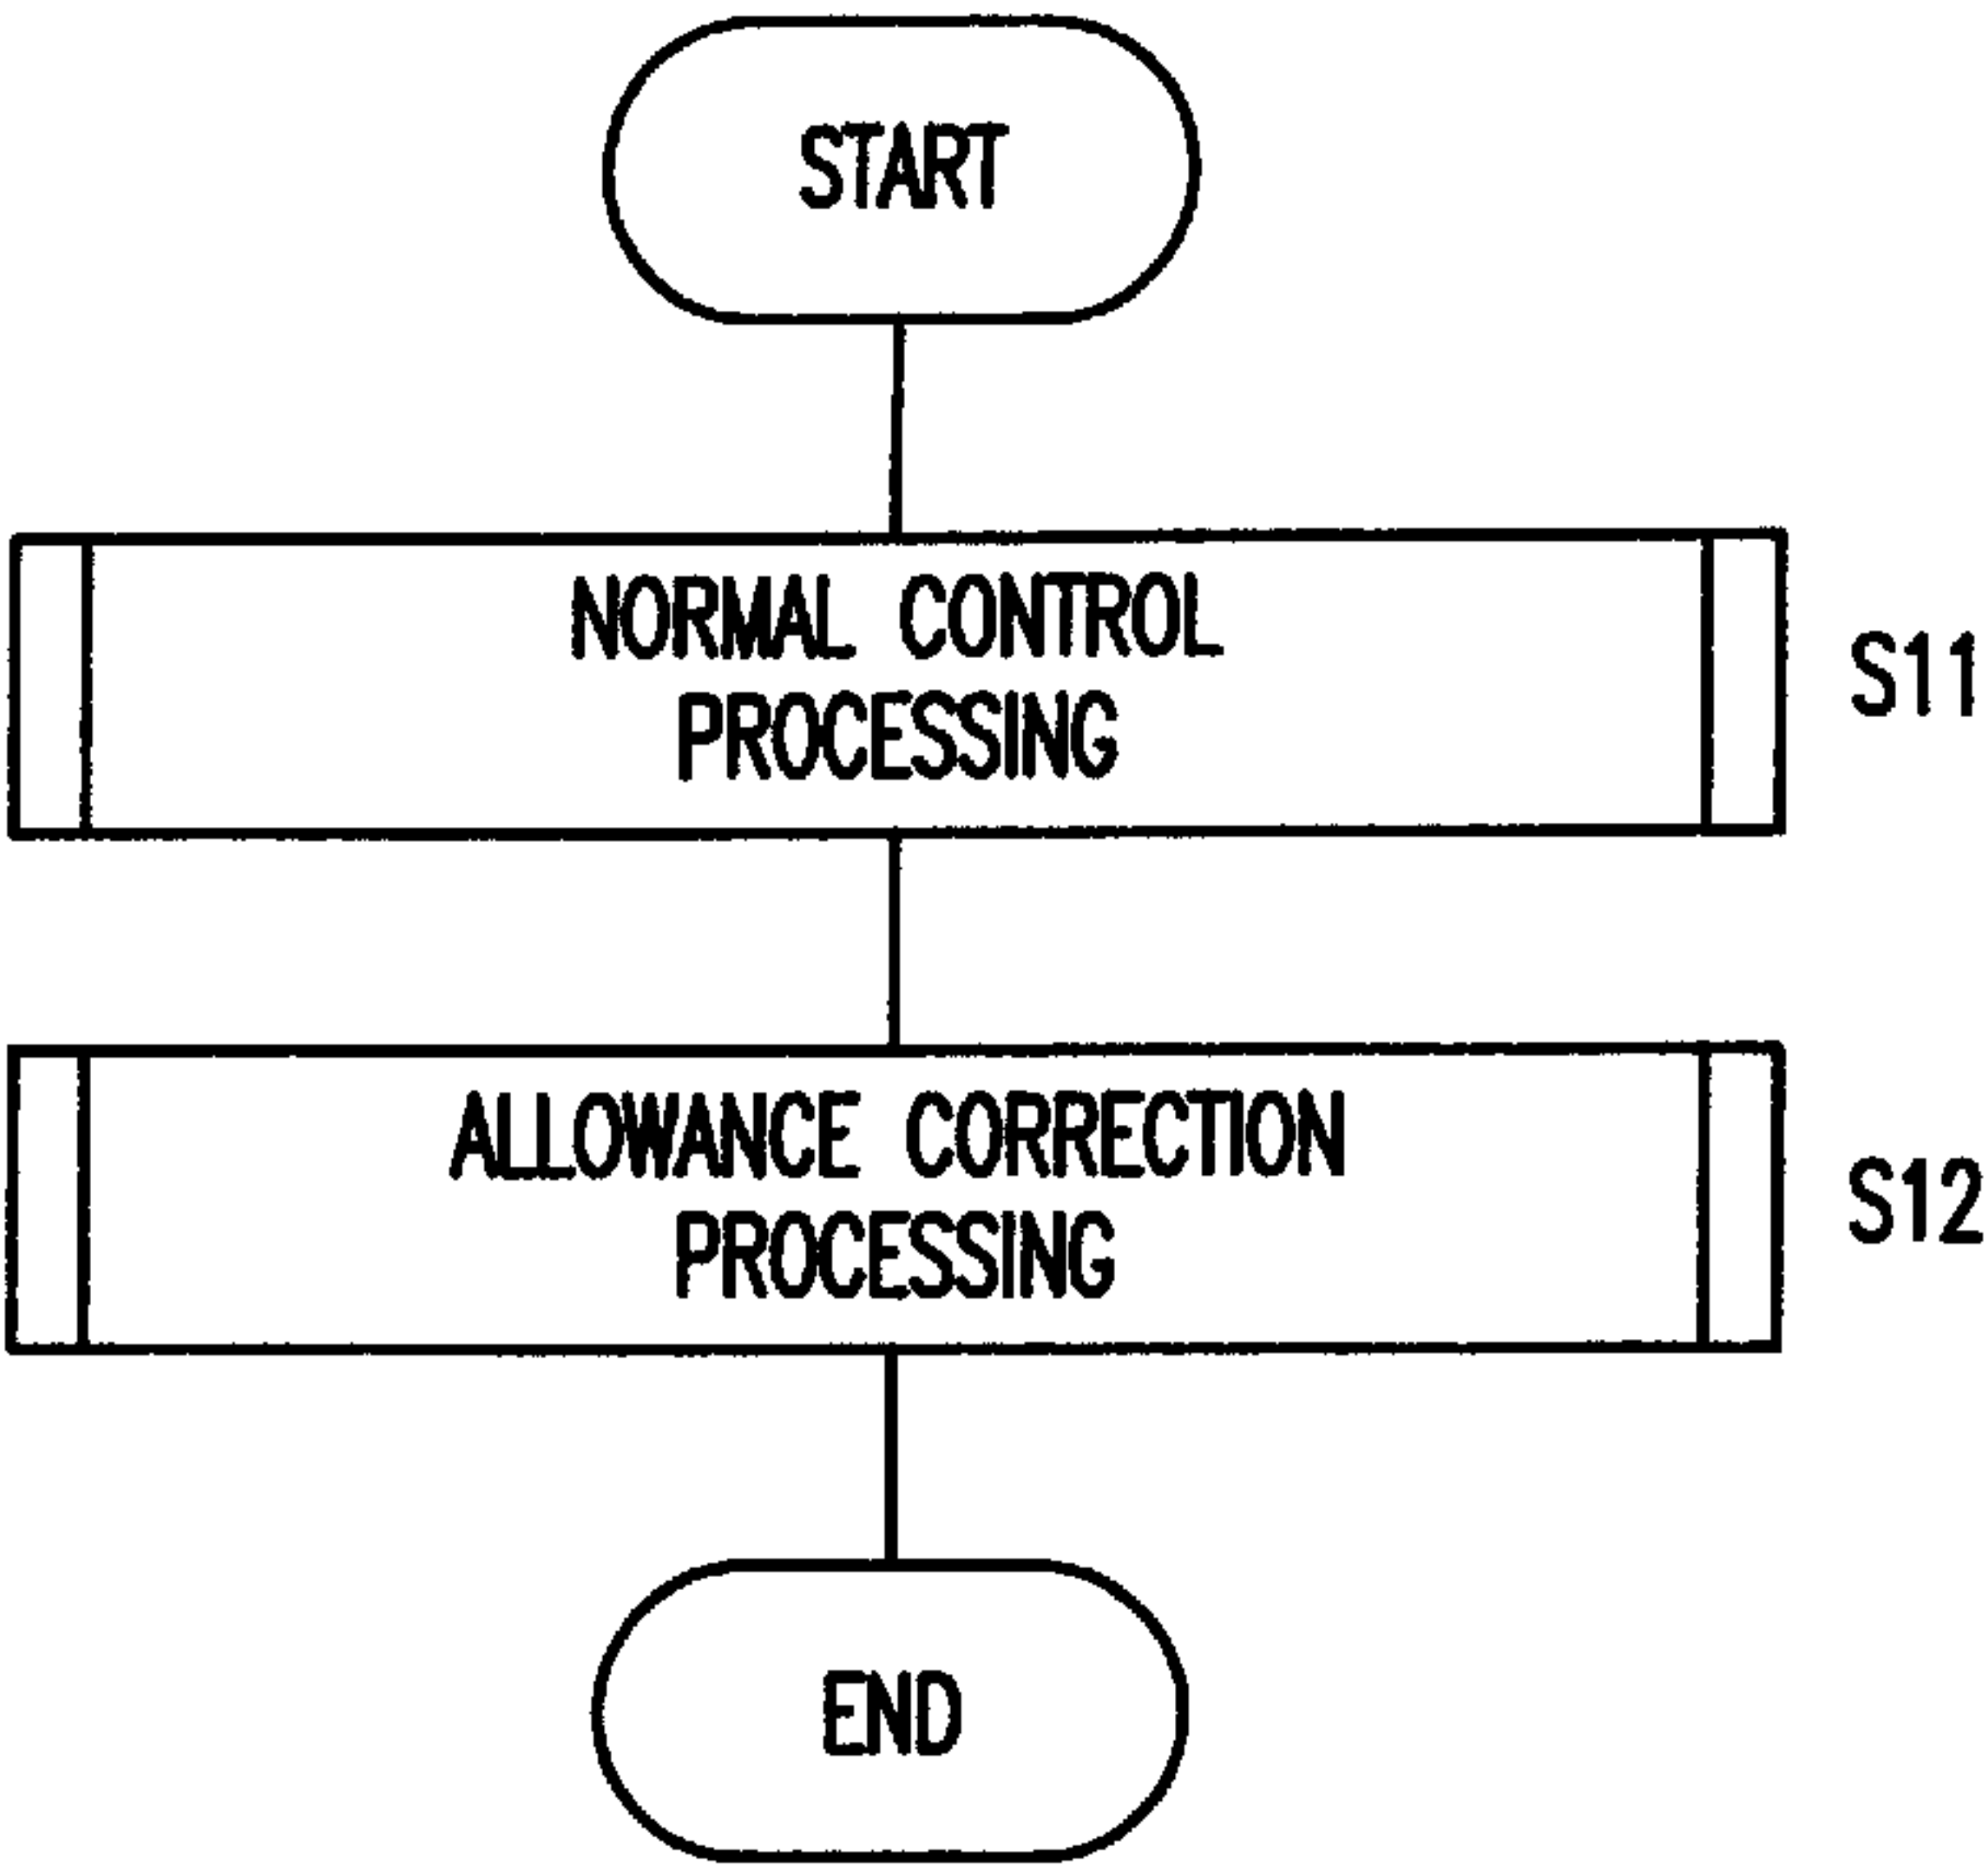 START
NORMAL CONTROL
PROCESSING
S11
ALLOWANCE CORRECTION
PROCESSING
S12
END